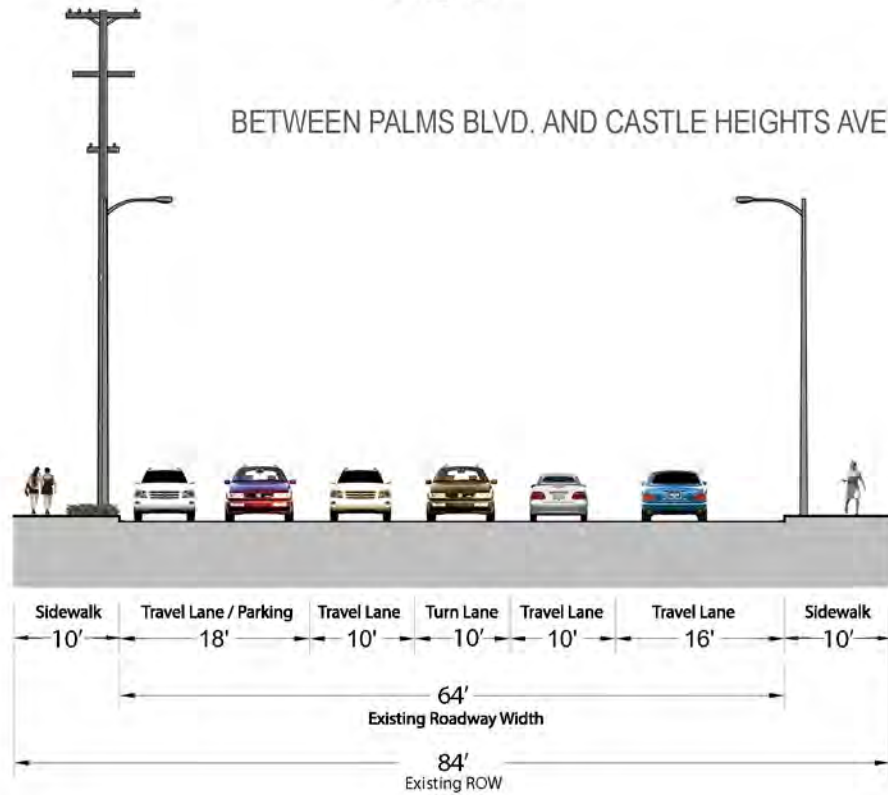 BETWEEN PALMS BLVD. AND CASTLE HEIGHTS AVE
Sidewalk Travel Lane / Parking Travel Lane Turn Lane Travel Lane Travel Lane Sidewalk
10' 18' 10' 10' 10' 16' 10'
64'
Existing Roadway Width
84'
Existing ROW